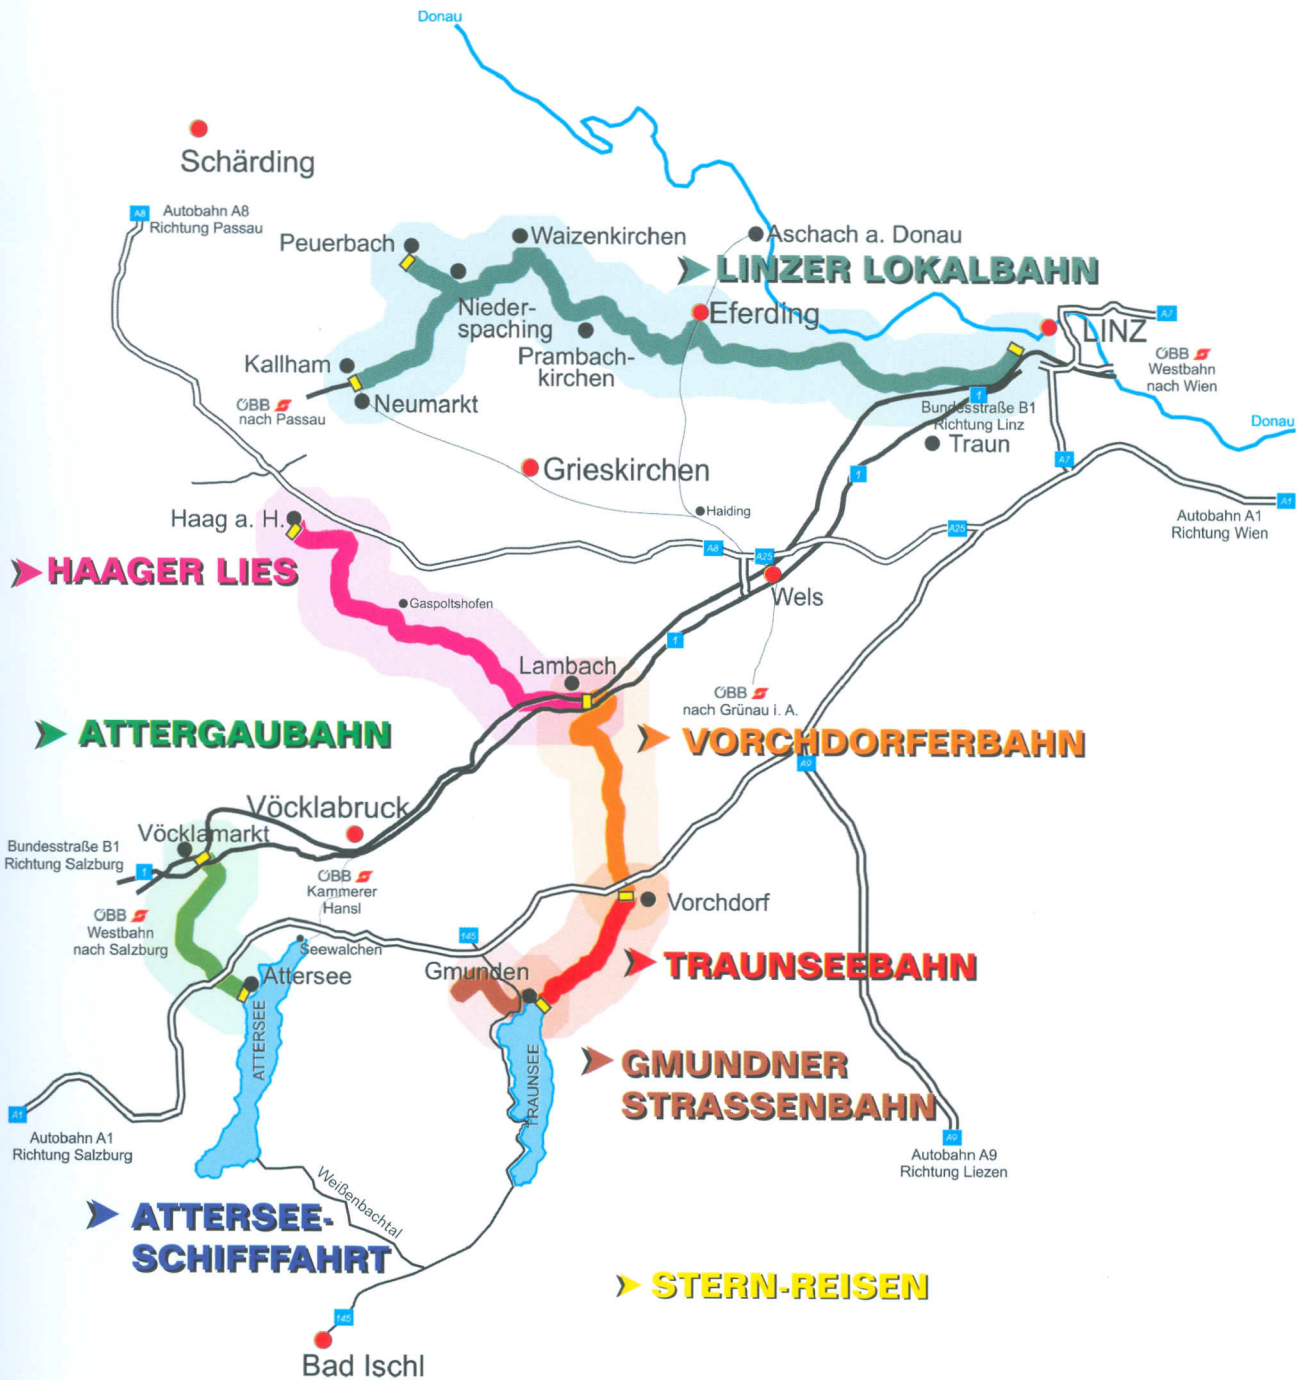 Donau
Schärding
A8
Autobahn A8
Richtung Passau
Peuerbach
Waizenkirchen
Aschach a. Donau
LINZER LOKALBAHN
Nieder-
spaching
Eferding
A7
LINZ
Prambach-
kirchen
Kallham
ÖBB
Westbahn
nach Wien
Neumarkt
ÖBB
nach Passau
1
Bundesstraße B1
Richtung Linz
Donau
Traun
Grieskirchen
A7
1
A1
Haag a. H.
Haiding
Autobahn A1
Richtung Wien
A25
A8
A25
HAAGER LIES
Gaspoltshofen
Wels
1
Lambach
ÖBB
nach Grünau i. A.
ATTERGAUBAHN
VORCHDORFERBAHN
A9
Vöcklabruck
Vöcklamarkt
Bundesstraße B1
Richtung Salzburg
1
ÖBB
Kammerer
Hansl
Vorchdorf
ÖBB
Westbahn
nach Salzburg
145
Seewalchen
Attersee
Gmunden
TRAUNSEEBAHN
ATTERSEE
TRAUNSEE
GMUNDNER
STRASSENBAHN
A1
Autobahn A1
Richtung Salzburg
A9
Autobahn A9
Richtung Liezen
Weißenbachtal
ATTERSEE-
SCHIFFFAHRT
STERN-REISEN
145
Bad Ischl